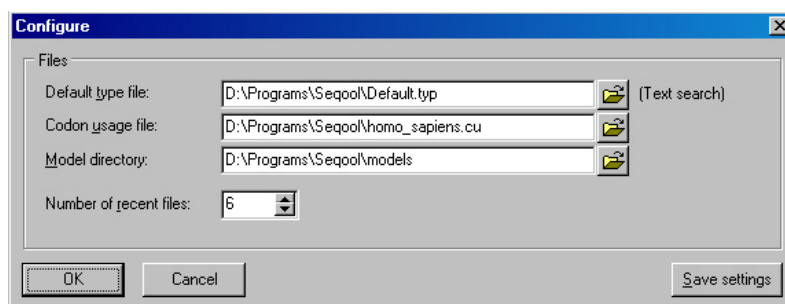 Configure
Files
Default type file: D:\Programs\Seqool\Default.typ (Text search)
Codon usage file: D:\Programs\Seqool\homo_sapiens.cu
Model directory: D:\Programs\Seqool\models
Number of recent files: 6
OK Cancel Save settings